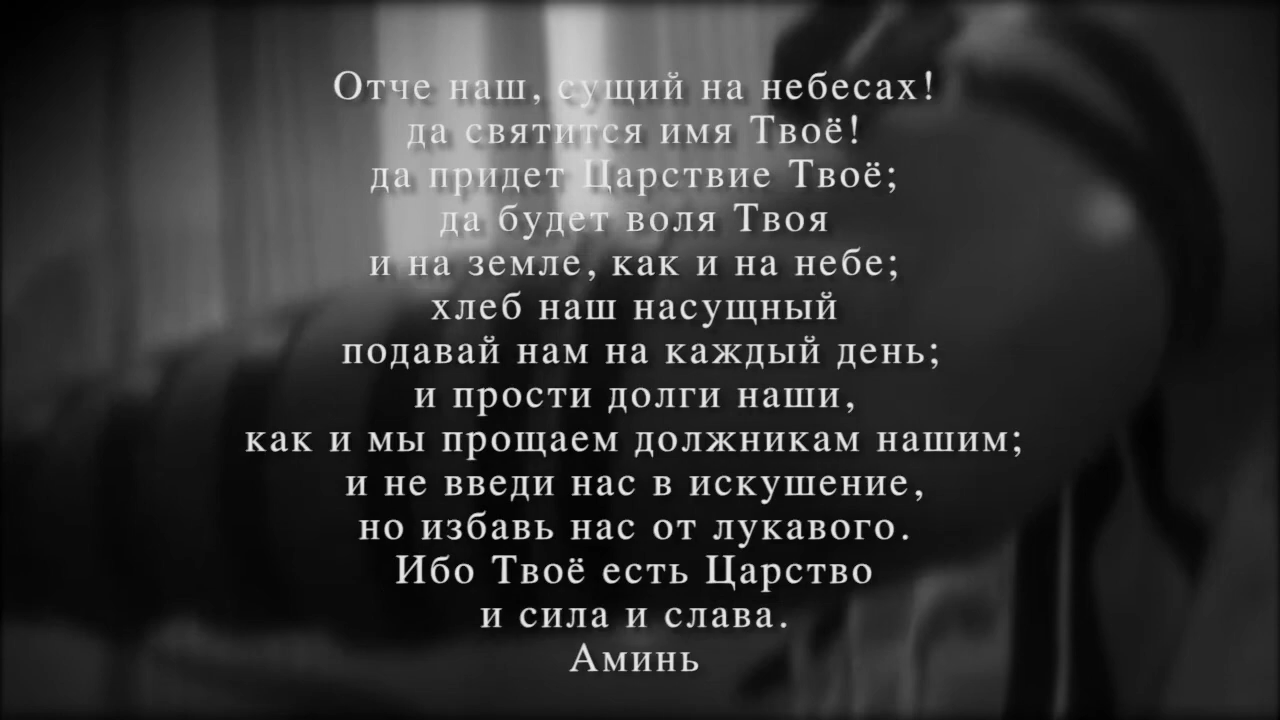 Отче наш, сущий на небесах!
да святится имя Твоё!
да придет Царствие Твоё;
да будет воля Твоя
и на земле, как и на небе;
хлеб наш насущный
подавай нам на каждый день;
и прости долги наши,
как и мы прощаем должникам нашим;
и не введи нас в искушение,
но избавь нас от лукавого.
Ибо Твоё есть Царство
и сила и слава.
Аминь